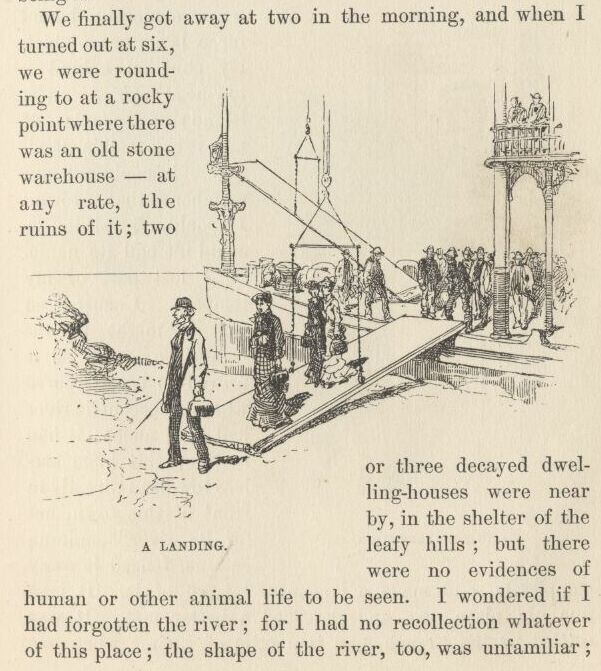 We finally got away at two in the morning, and when I
turned out at six,
we were round-
ing to at a rocky
point where there
was an old stone
warehouse — at
any rate, the
ruins of it; two
A LANDING.
or three decayed dwel-
ling-houses were near
by, in the shelter of the
leafy hills; but there
were no evidences of
human or other animal life to be seen. I wondered if I
had forgotten the river; for I had no recollection whatever
of this place; the shape of the river, too, was unfamiliar;